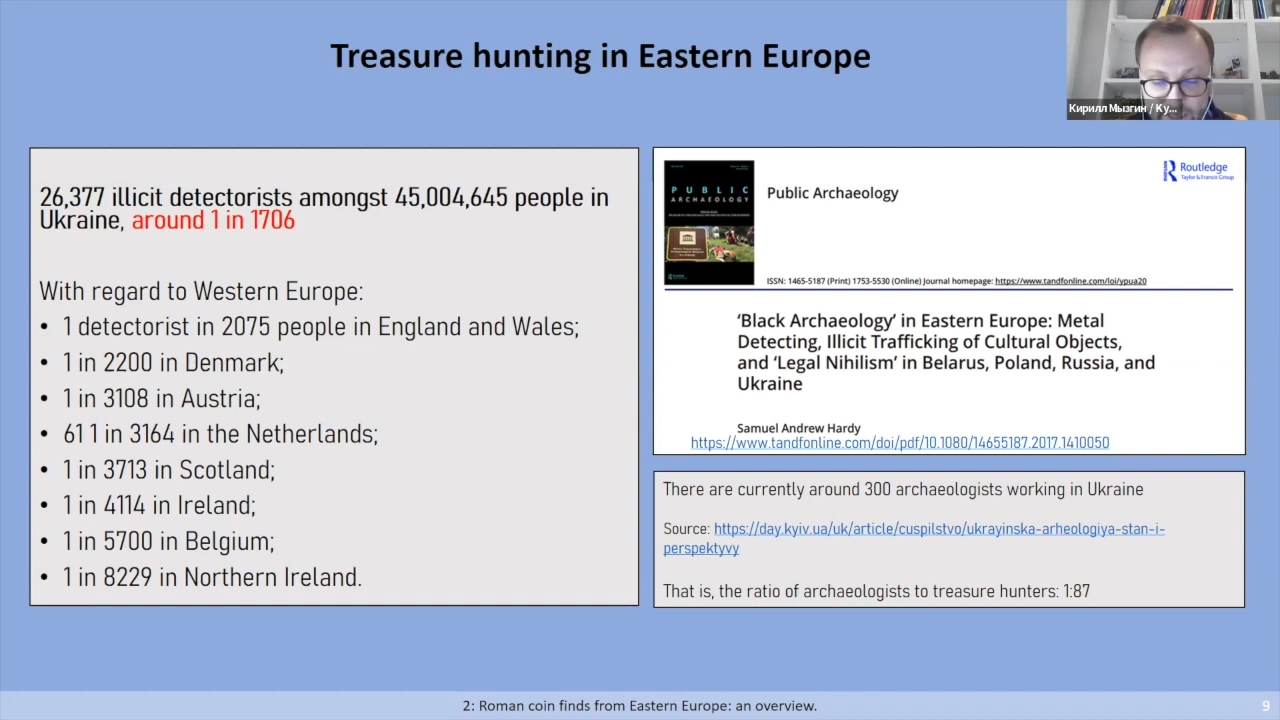 Treasure hunting in Eastern Europe
Кирилл Мызгин / Ку...
26,377 illicit detectorists amongst 45,004,645 people in
Ukraine, around 1 in 1706
With regard to Western Europe:
• 1 detectorist in 2075 people in England and Wales;
• 1 in 2200 in Denmark;
• 1 in 3108 in Austria;
• 61 1 in 3164 in the Netherlands;
• 1 in 3713 in Scotland;
• 1 in 4114 in Ireland;
• 1 in 5700 in Belgium;
• 1 in 8229 in Northern Ireland.
PUBLIC
ARCHAEOLOGY
Public Archaeology
Routledge
Taylor & Francis Group
ISSN: 1465-5187 (Print) 1753-5530 (Online) Journal homepage: https://www.tandfonline.com/loi/ypua20
‘Black Archaeology’ in Eastern Europe: Metal
Detecting, Illicit Trafficking of Cultural Objects,
and ‘Legal Nihilism’ in Belarus, Poland, Russia, and
Ukraine
Samuel Andrew Hardy
https://www.tandfonline.com/doi/pdf/10.1080/14655187.2017.1410050
There are currently around 300 archaeologists working in Ukraine
Source: https://day.kyiv.ua/uk/article/cuspilstvo/ukrayinska-arheologiya-stan-i-
perspektyvy
That is, the ratio of archaeologists to treasure hunters: 1:87
2: Roman coin finds from Eastern Europe: an overview.
9